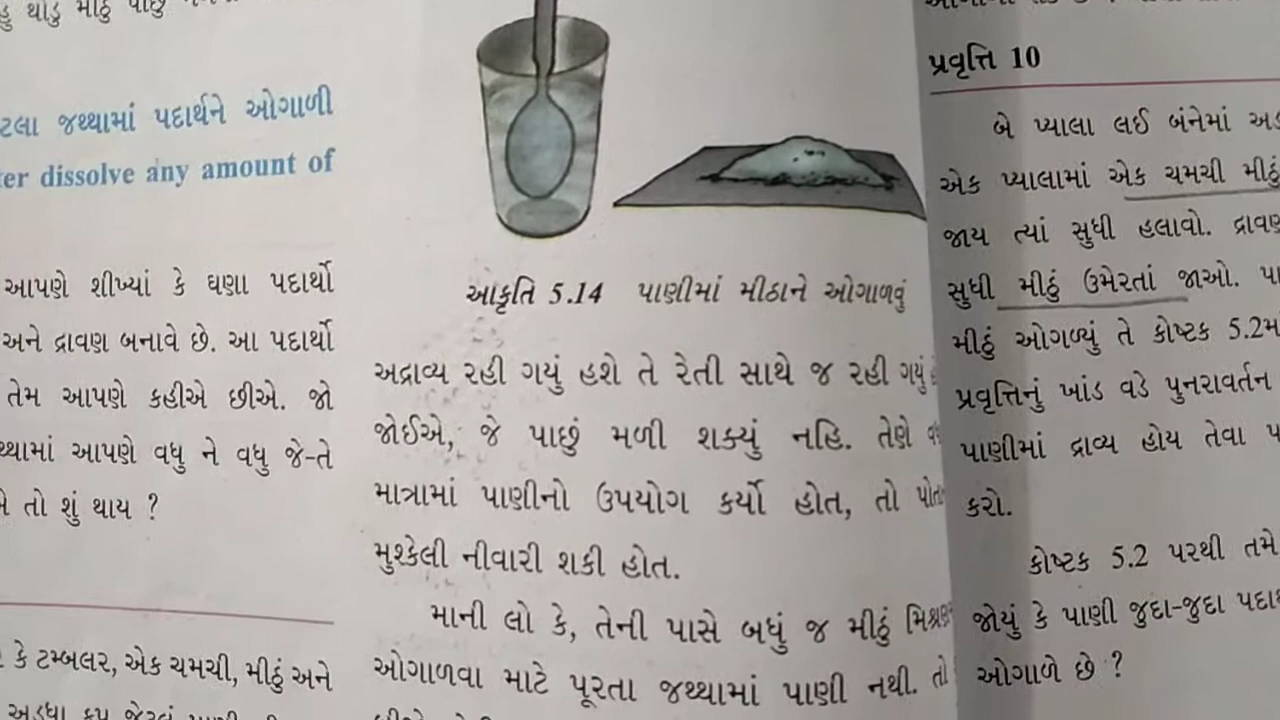 થોડું મીઠું પાછું
ટલા જથ્થામાં પદાર્થને ઓગાળી
ter dissolve any amount of
આપણે શીખ્યાં કે ઘણા પદાર્થો
અને દ્રાવણ બનાવે છે. આ પદાર્થો
તેમ આપણે કહીએ છીએ. જો
થ્થામાં આપણે વધુ ને વધુ જે-તે
તો શું થાય ?
કે ટમ્બલર, એક ચમચી, મીઠું અને
આકૃતિ 5.14 પાણીમાં મીઠાને ઓગાળવું
અદ્રાવ્ય રહી ગયું હશે તે રેતી સાથે જ રહી ગયું
જોઈએ, જે પાછું મળી શક્યું નહિ. તેણે
માત્રામાં પાણીનો ઉપયોગ કર્યો હોત, તો
મુશ્કેલી નીવારી શકી હોત.
માની લો કે, તેની પાસે બધું જ મીઠું
ઓગાળવા માટે પૂરતા જથ્થામાં પાણી નથી. તો
પ્રવૃત્તિ 10
બે પ્યાલા લઈ બંનેમાં
એક પ્યાલામાં એક ચમચી મીઠું
જાય ત્યાં સુધી હલાવો. દ્રાવણ
સુધી મીઠું ઉમેરતાં જાઓ.
મીઠું ઓગળ્યું તે કોષ્ટક 5.2મ
પ્રવૃત્તિનું ખાંડ વડે પુનરાવર્તન
પાણીમાં દ્રાવ્ય હોય તેવા
કરો.
કોષ્ટક 5.2 પરથી તમે
જોયું કે પાણી જુદા-જુદા પદા
ઓગાળે છે ?